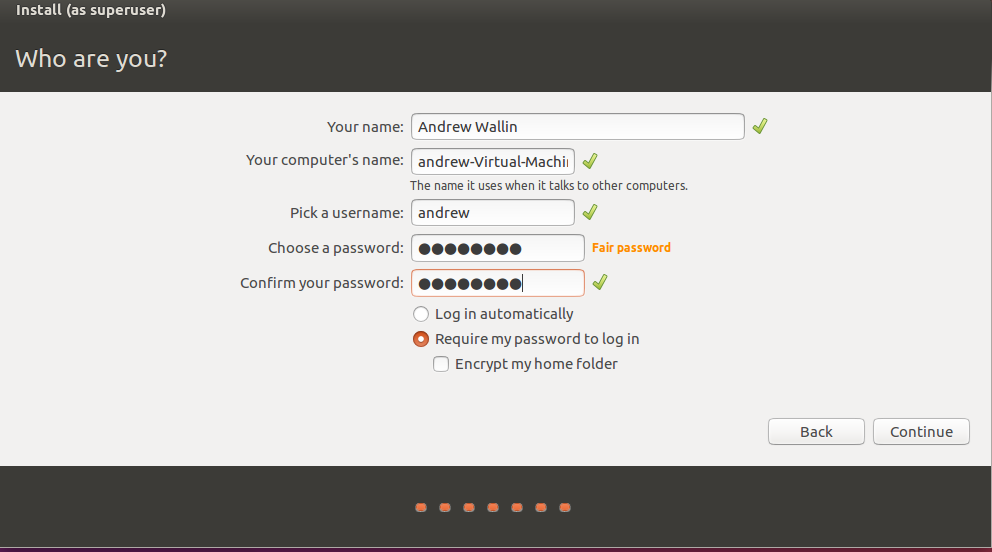 Install (as superuser)
Who are you?
Your name: Andrew Wallin
Your computer's name: andrew-Virtual-Machi
The name it uses when it talks to other computers.
Pick a username: andrew
Choose a password: ●●●●●●●● Fair password
Confirm your password: ●●●●●●●●
Log in automatically
Require my password to log in
Encrypt my home folder
Back Continue